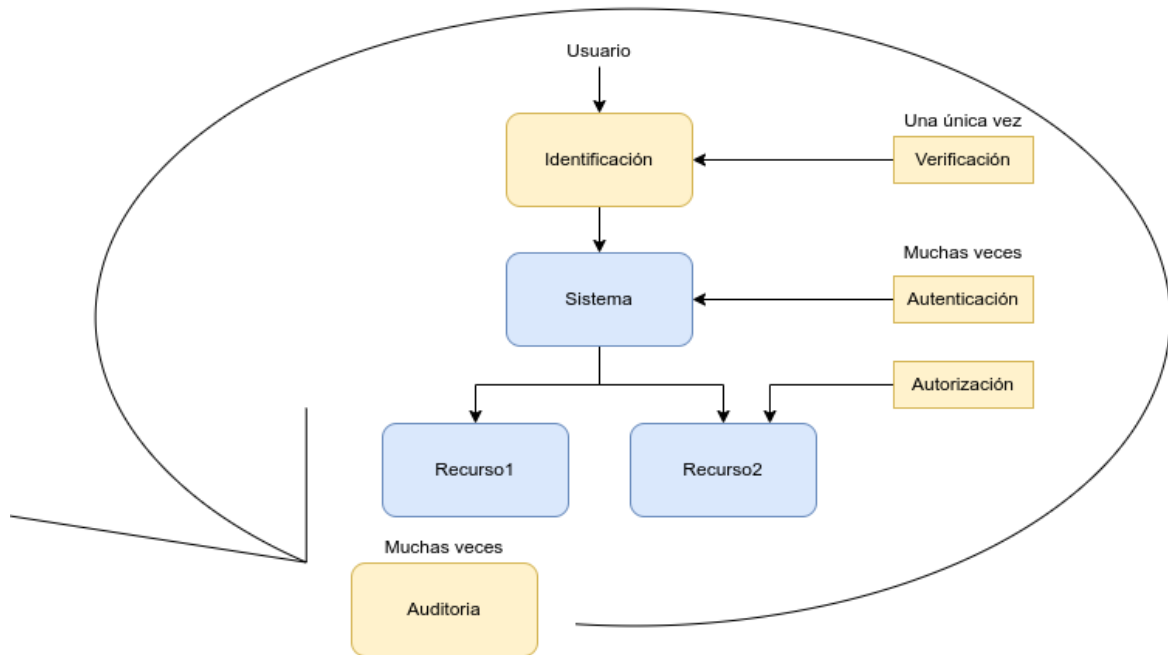 Usuario
Una única vez
Identificación
Verificación
Muchas veces
Sistema
Autenticación
Autorización
Recurso1
Recurso2
Muchas veces
Auditoria